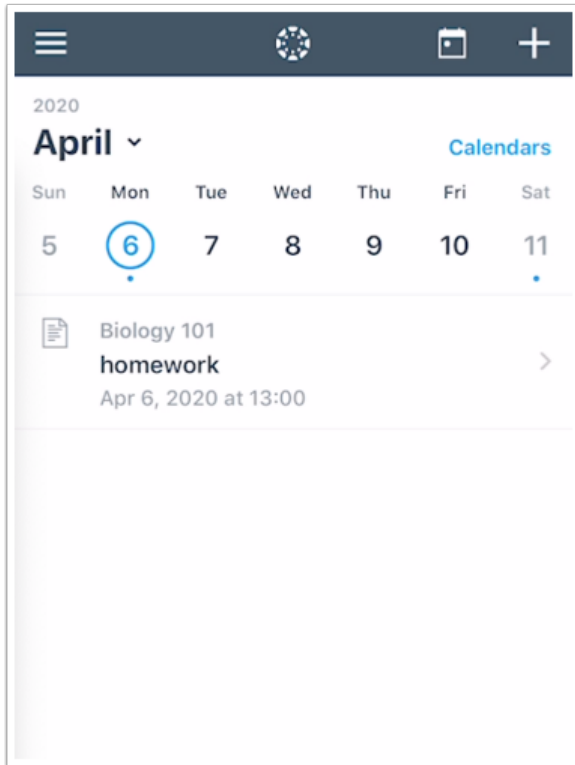 2020
April
Calendars
Sun Mon Tue Wed Thu Fri Sat
5 6 7 8 9 10 11
Biology 101
homework
Apr 6, 2020 at 13:00